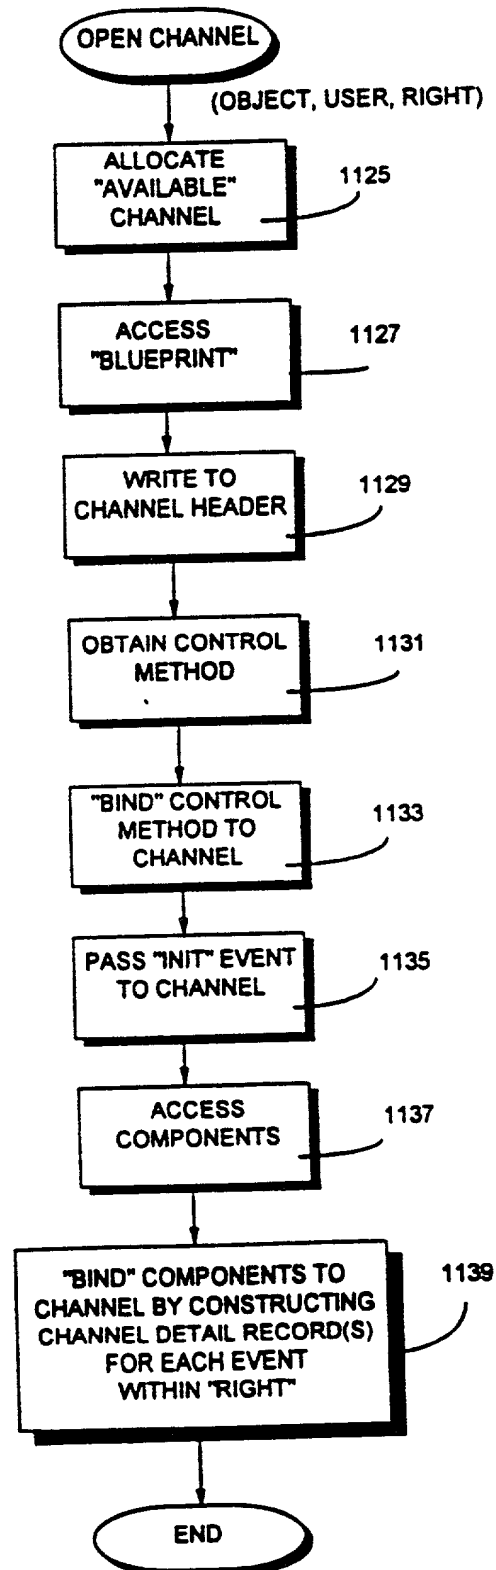 OPEN CHANNEL
(OBJECT, USER, RIGHT)
ALLOCATE
"AVAILABLE"
CHANNEL
1125
ACCESS
"BLUEPRINT"
1127
WRITE TO
CHANNEL HEADER
1129
OBTAIN CONTROL
METHOD
1131
"BIND" CONTROL
METHOD TO
CHANNEL
1133
PASS "INIT" EVENT
TO CHANNEL
1135
ACCESS
COMPONENTS
1137
"BIND" COMPONENTS TO
CHANNEL BY CONSTRUCTING
CHANNEL DETAIL RECORD(S)
FOR EACH EVENT
WITHIN "RIGHT"
1139
END